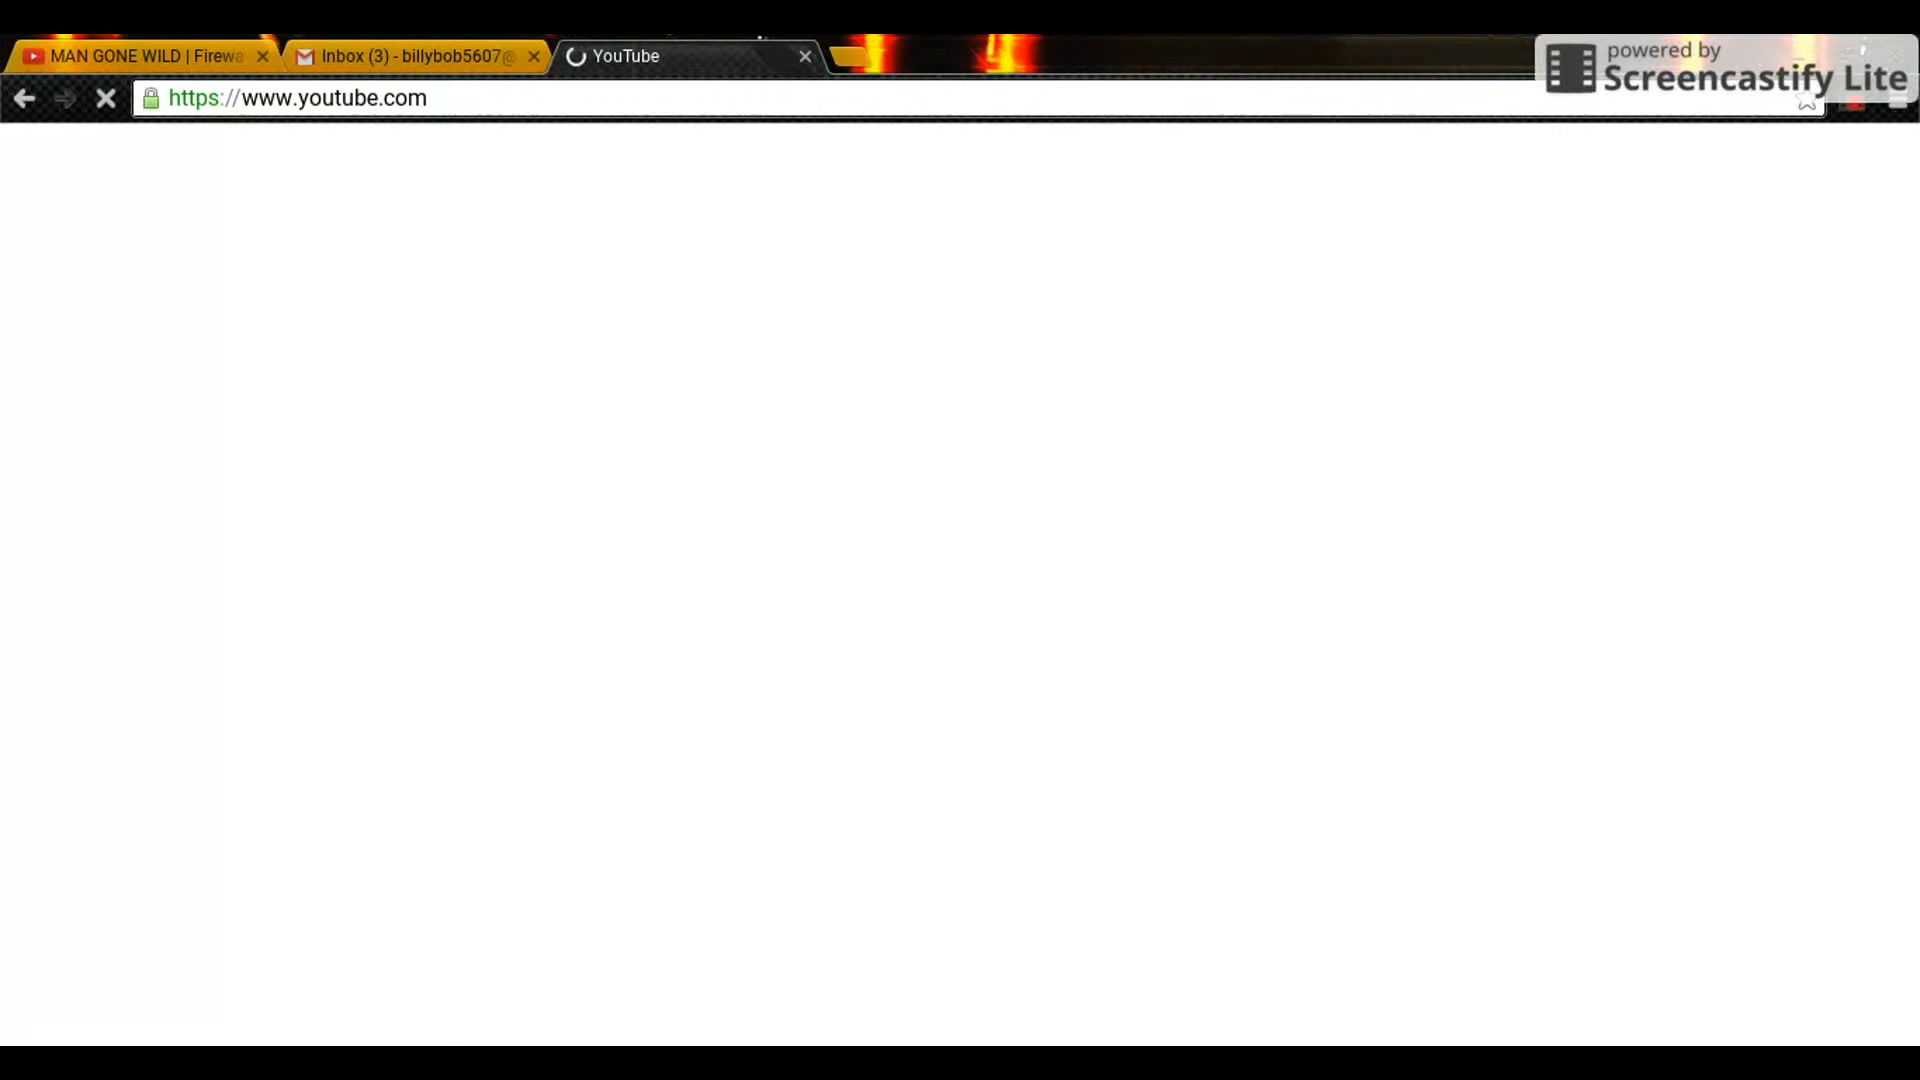 MAN GONE WILD | Firewa
Inbox (3) - billybob5607@
YouTube
powered by
Screencastify Lite
https://www.youtube.com